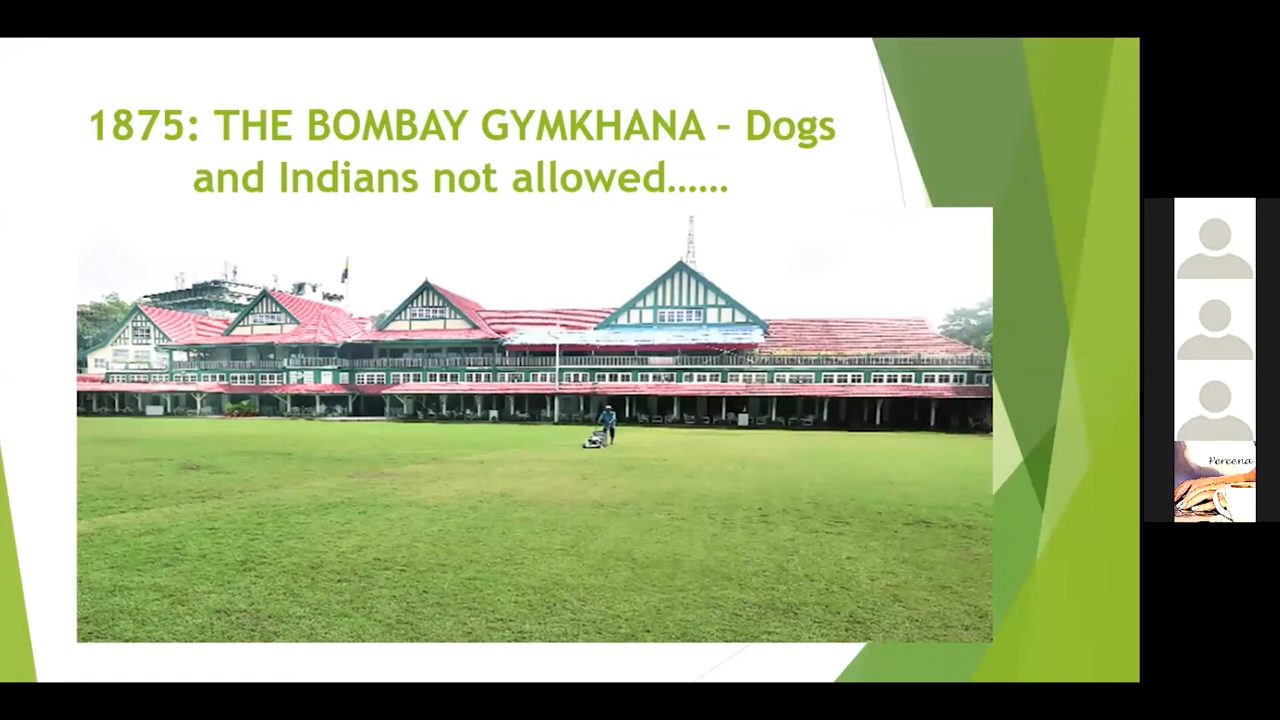 1875: THE BOMBAY GYMKHANA – Dogs
and Indians not allowed......
Pereena